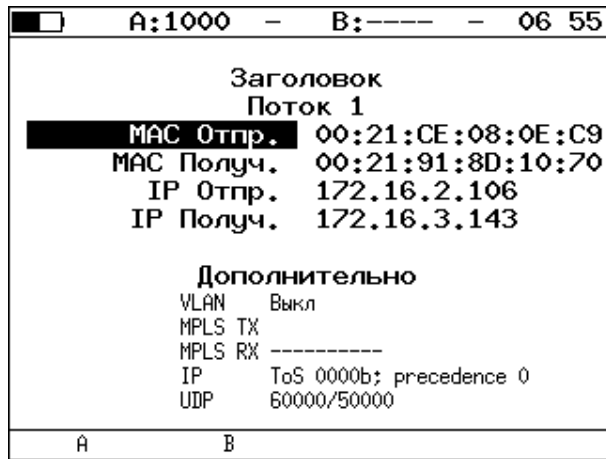 A:1000 – B:---- – 06 55
Заголовок
Поток 1
MAC Отпр. 00:21:CE:08:0E:C9
MAC Получ. 00:21:91:8D:10:70
IP Отпр. 172.16.2.106
IP Получ. 172.16.3.143
Дополнительно
VLAN Выкл
MPLS TX
MPLS RX -----------
IP ToS 0000b; precedence 0
UDP 60000/50000
A B